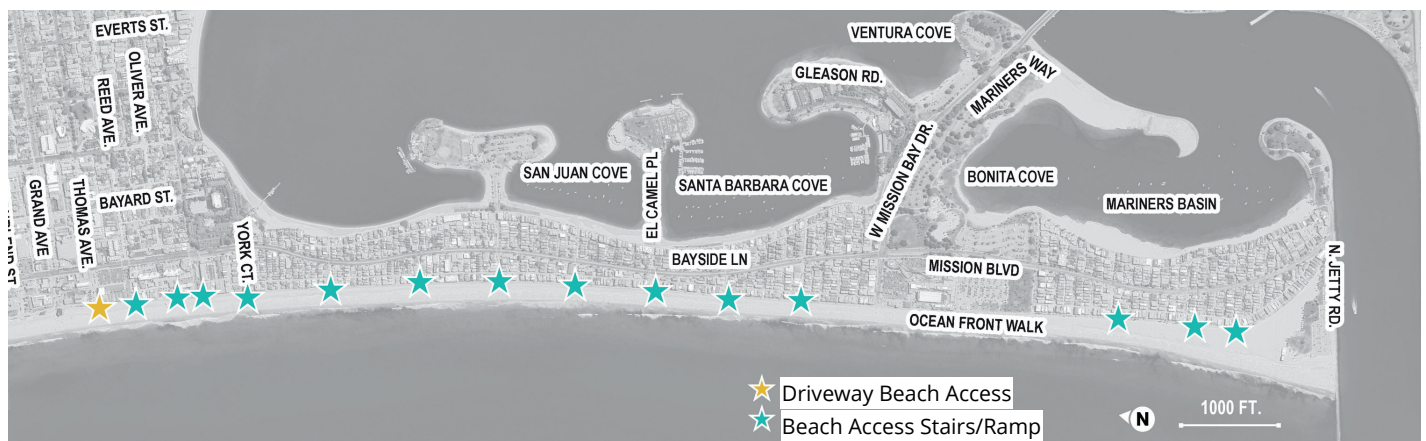 EVERTS ST.
OLIVER AVE.
REED AVE.
GRAND AVE
THOMAS AVE.
BAYARD ST.
YORK CT.
SAN JUAN COVE
EL CAMEL PL
SANTA BARBARA COVE
GLEASON RD.
VENTURA COVE
MARINERS WAY
W MISSION BAY DR.
BONITA COVE
MARINERS BASIN
BAYSIDE LN
MISSION BLVD
OCEAN FRONT WALK
N. JETTY RD.
Driveway Beach Access
Beach Access Stairs/Ramp
N
1000 FT.